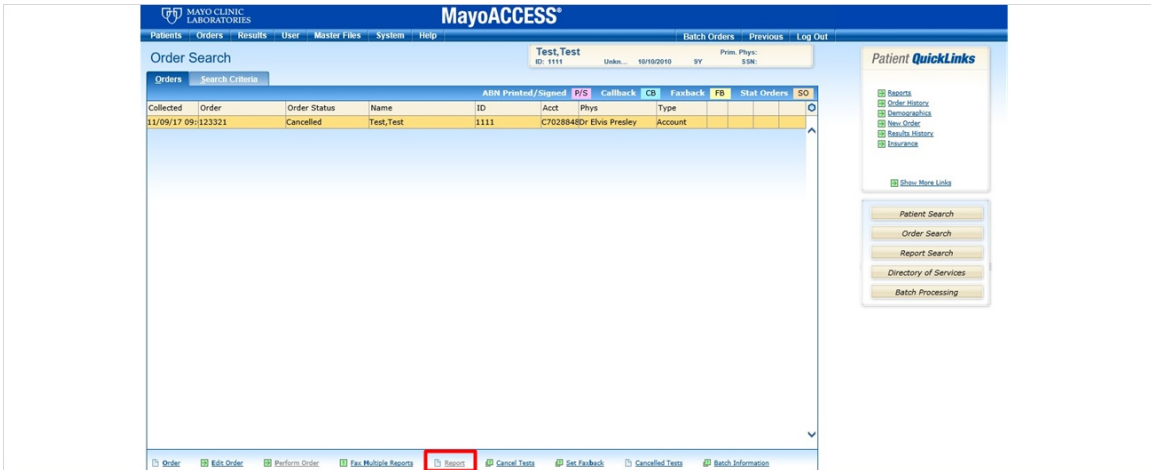 MAYO CLINIC
LABORATORIES
MayoACCESS®
Patients Orders Results User Master Files System Help Batch Orders Previous Log Out
Order Search
Test,Test Prim. Phys:
ID: 1111 Unkn... 10/10/2010 9Y SSN:
Orders Search Criteria
ABN Printed/Signed P/S Callback CB Faxback FB Stat Orders SO
Collected Order Order Status Name ID Acct Phys Type
11/09/17 09: 123321 Cancelled Test,Test 1111 C7028848 Dr Elvis Presley Account
Order Edit Order Perform Order Fax Multiple Reports Report Cancel Tests Set Faxback Cancelled Tests Batch Information
Patient QuickLinks
Reports
Order History
Demographics
New Order
Results History
Insurance
Show More Links
Patient Search
Order Search
Report Search
Directory of Services
Batch Processing